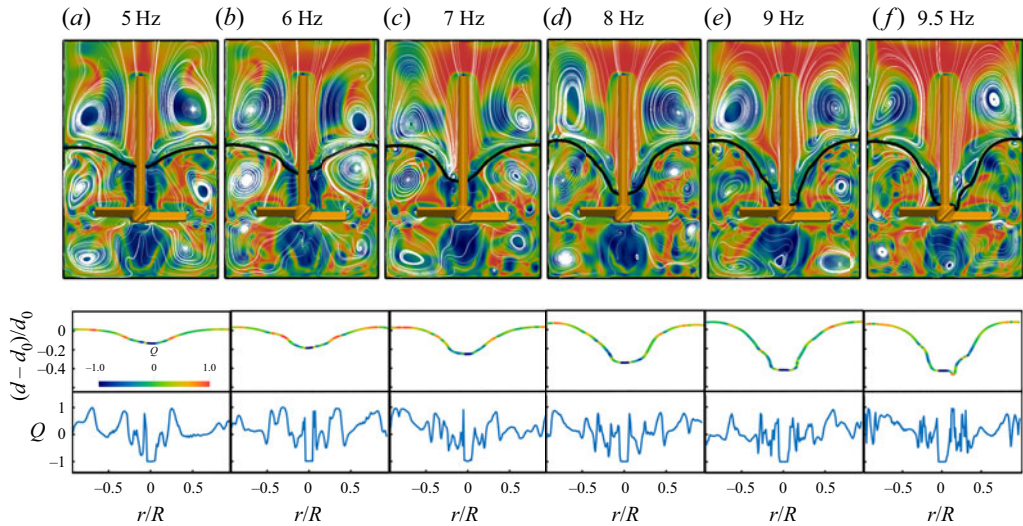 (a) 5 Hz (b) 6 Hz (c) 7 Hz (d) 8 Hz (e) 9 Hz (f) 9.5 Hz
(d – d0)/d0
0
−0.2
−0.4
Q
−1.0 0 1.0
Q
1
0
−1
−0.5 0 0.5 −0.5 0 0.5 −0.5 0 0.5 −0.5 0 0.5 −0.5 0 0.5 −0.5 0 0.5
r/R r/R r/R r/R r/R r/R